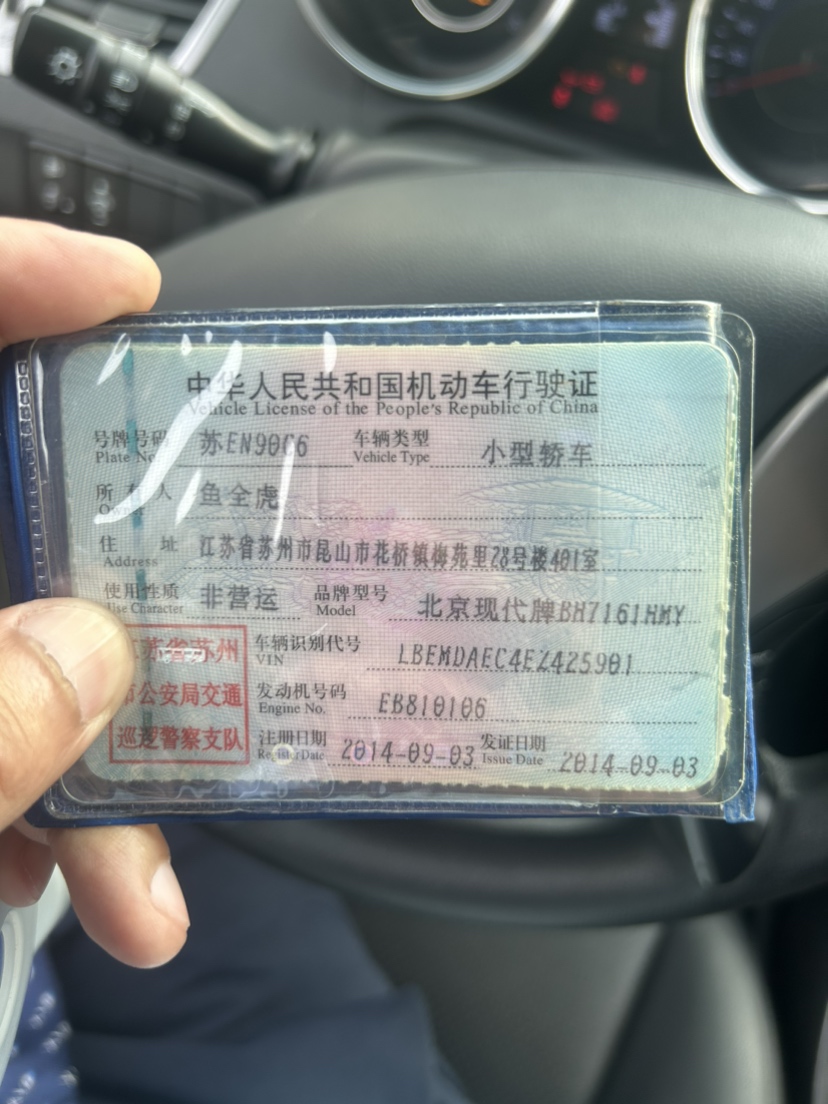 中华人民共和国机动车行驶证
Vehicle License of the People's Republic of China
号牌号码 苏EN9066 车辆类型 小型轿车
Plate No. Vehicle Type
所有人 鱼全虎
Owner
住址 江苏省苏州市昆山市花桥镇梅苑里28号楼401室
Address
使用性质 非营运 品牌型号 北京现代牌BH7161HMY
Use Character Model
江苏省苏州 车辆识别代号 LBEMDAEC4EZ425901
VIN
市公安局交通 发动机号码 EB810106
Engine No.
巡逻警察支队 注册日期 2014-09-03 发证日期 2014-09-03
Register Date Issue Date